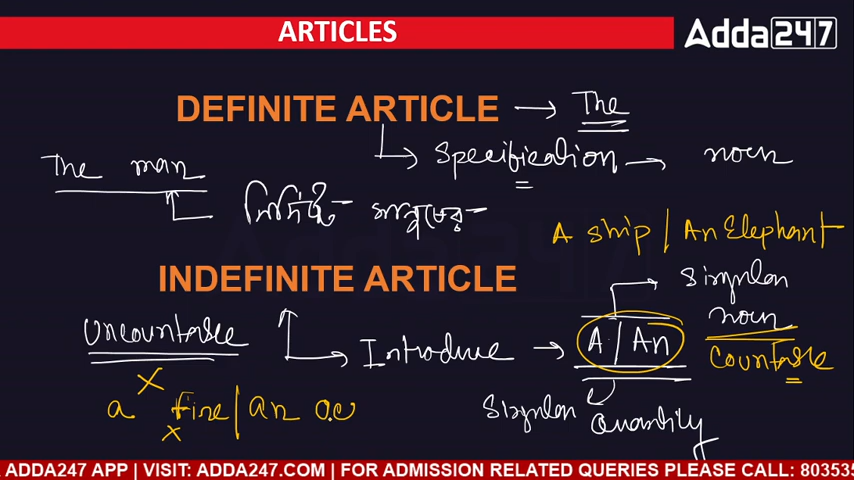 ARTICLES
Adda247
DEFINITE ARTICLE → The
Specification → noun
The man
নির্দিষ্ট মানুষের
A ship / An Elephant
INDEFINITE ARTICLE
Singular
noun
Uncountable
Introduce → A / An
Countable
a fire / an
Singular Quantity
ADDA247 APP | VISIT: ADDA247.COM | FOR ADMISSION RELATED QUERIES PLEASE CALL: 803535